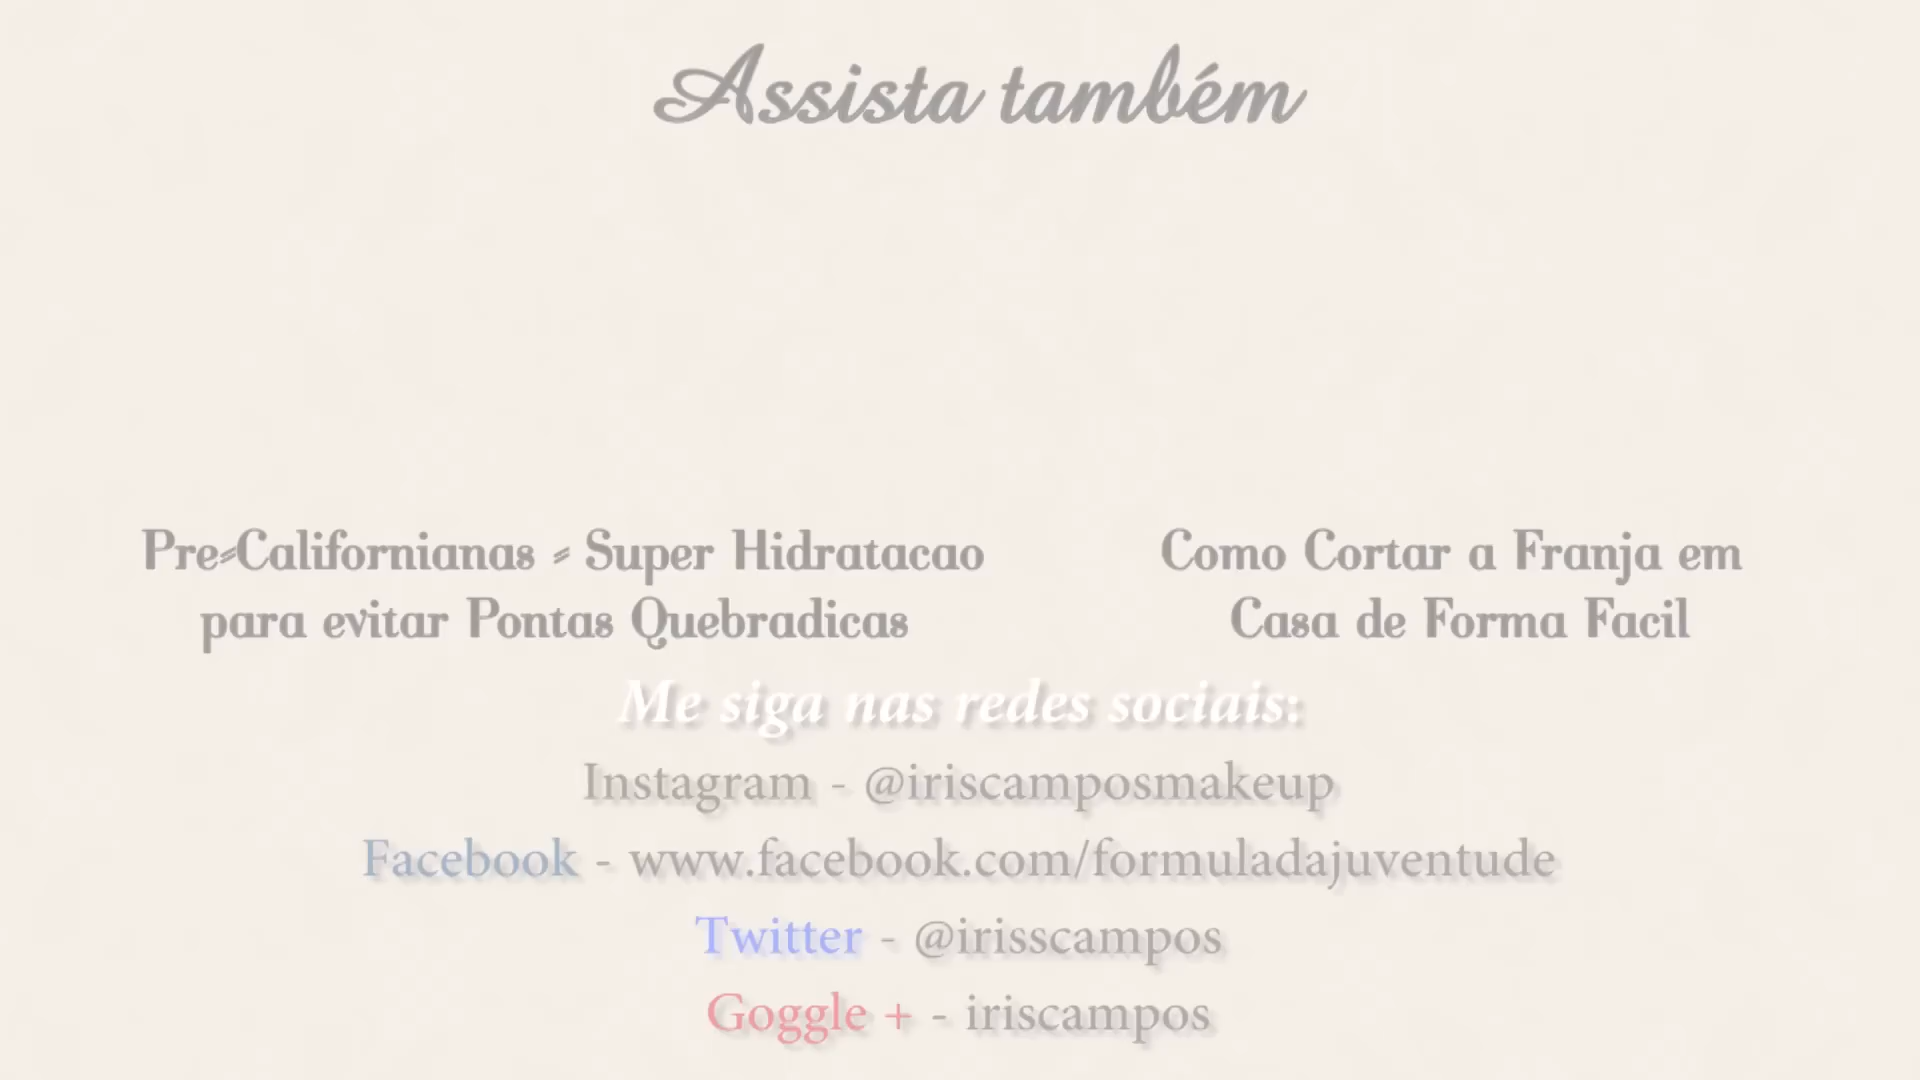 Assista também
Pre-Californianas - Super Hidratacao
para evitar Pontas Quebradicas
Como Cortar a Franja em
Casa de Forma Facil
Me siga nas redes sociais:
Instagram - @iriscamposmakeup
Facebook - www.facebook.com/formuladajuventude
Twitter - @irisscampos
Goggle + - iriscampos